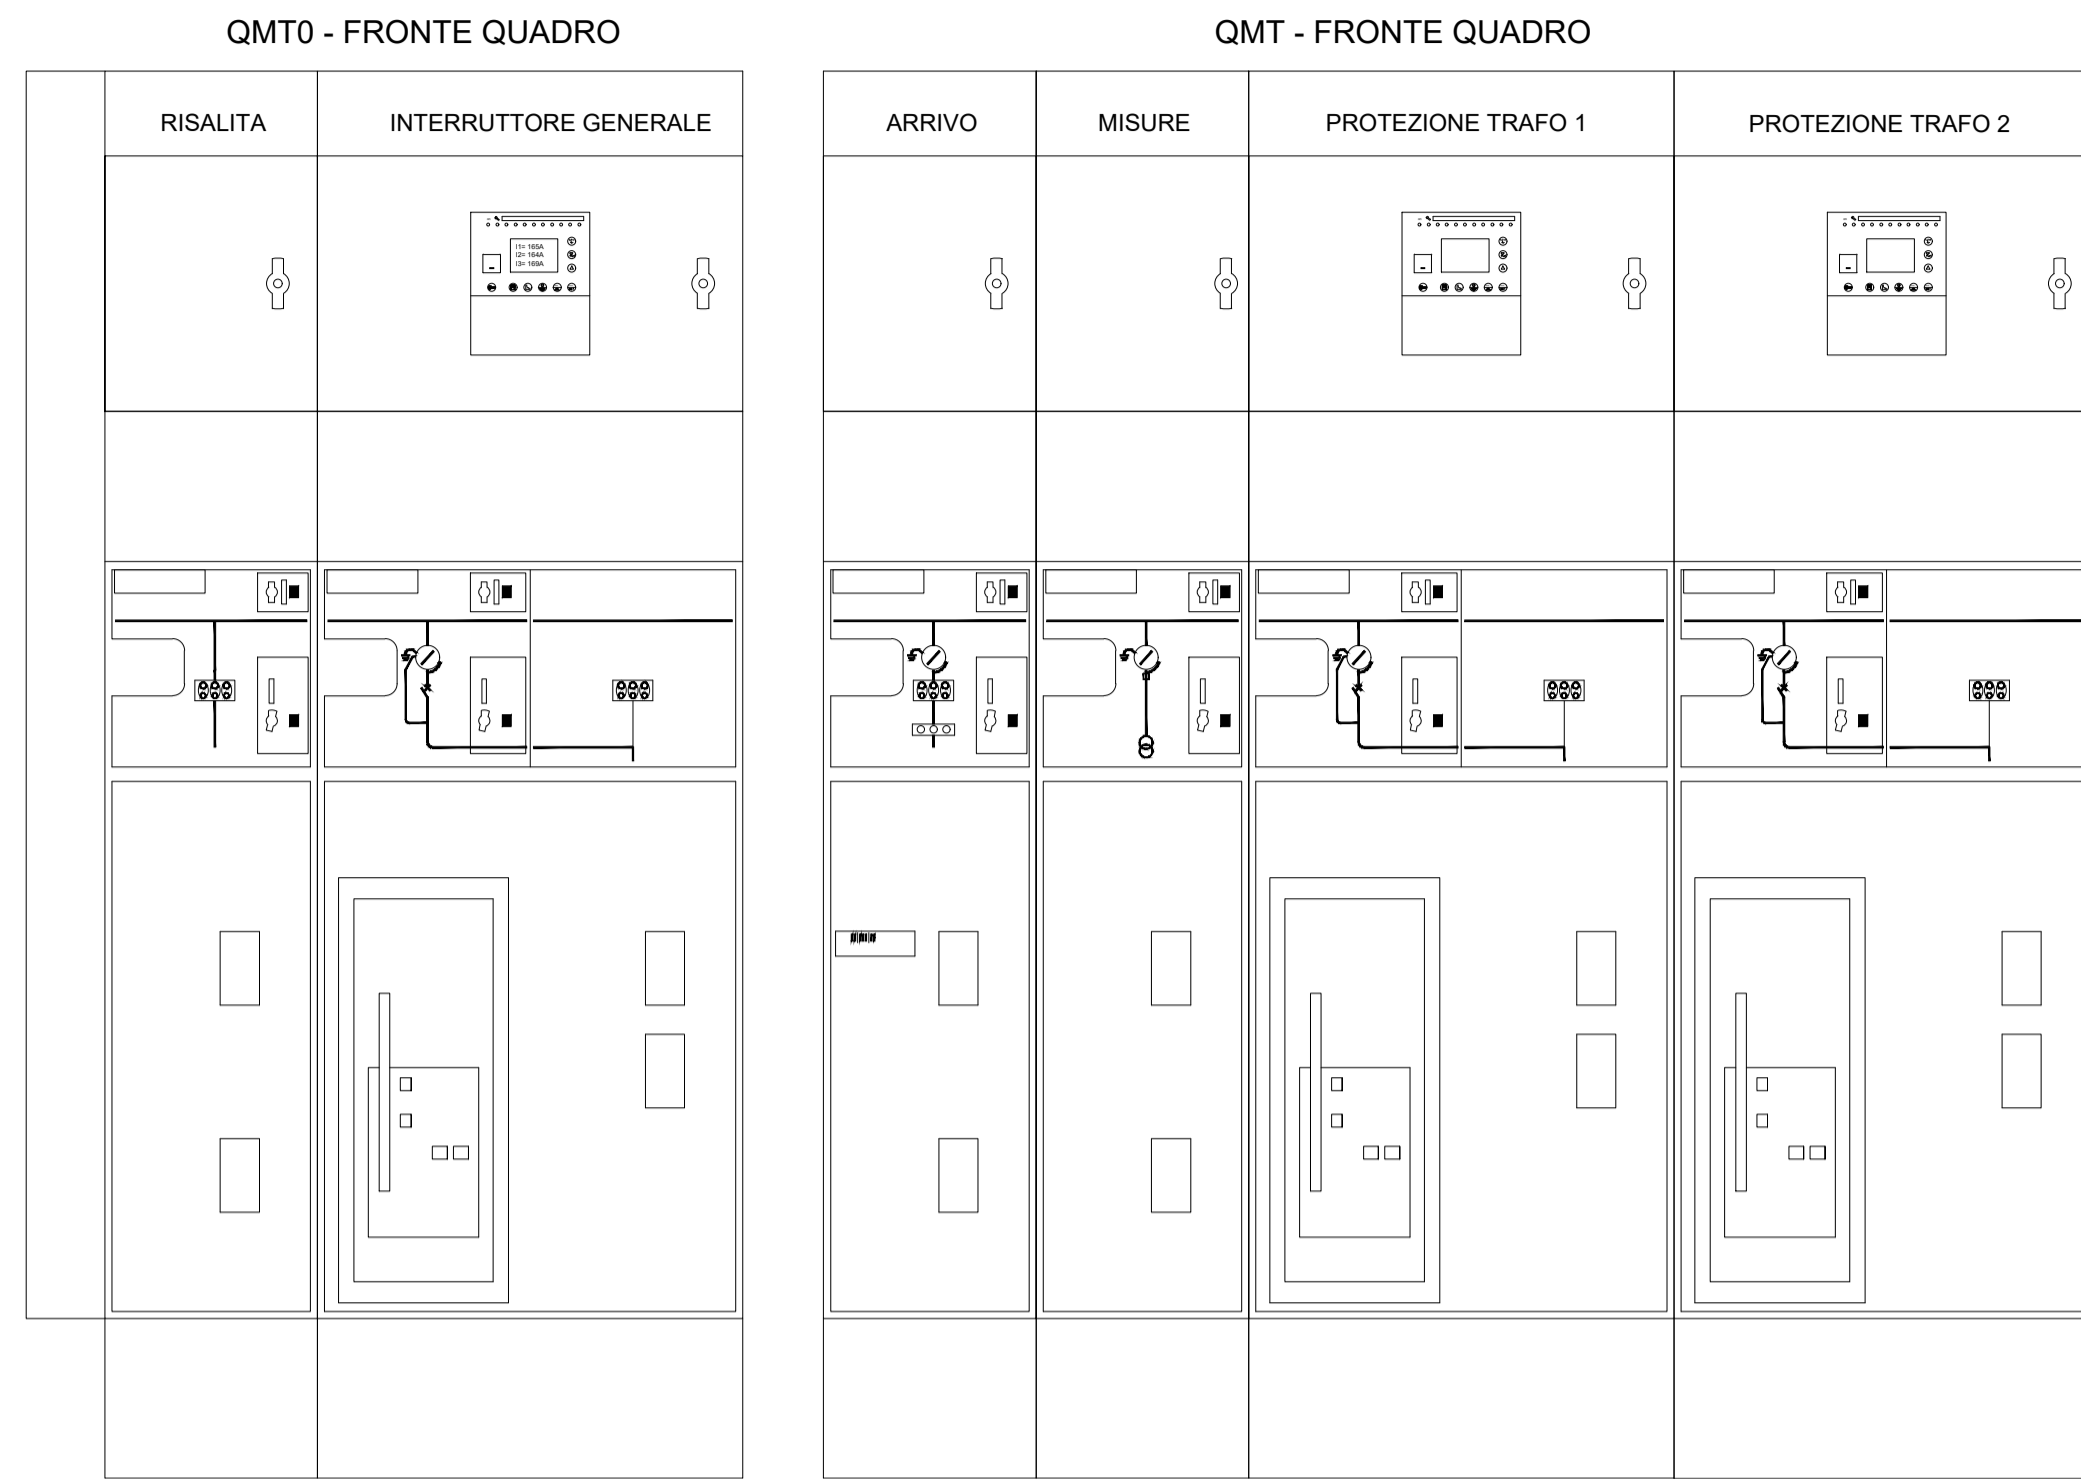 QMT0 - FRONTE QUADRO
QMT - FRONTE QUADRO
RISALITA
INTERRUTTORE GENERALE
ARRIVO
MISURE
PROTEZIONE TRAFO 1
PROTEZIONE TRAFO 2
I1= 165A
I2= 164A
I3= 169A